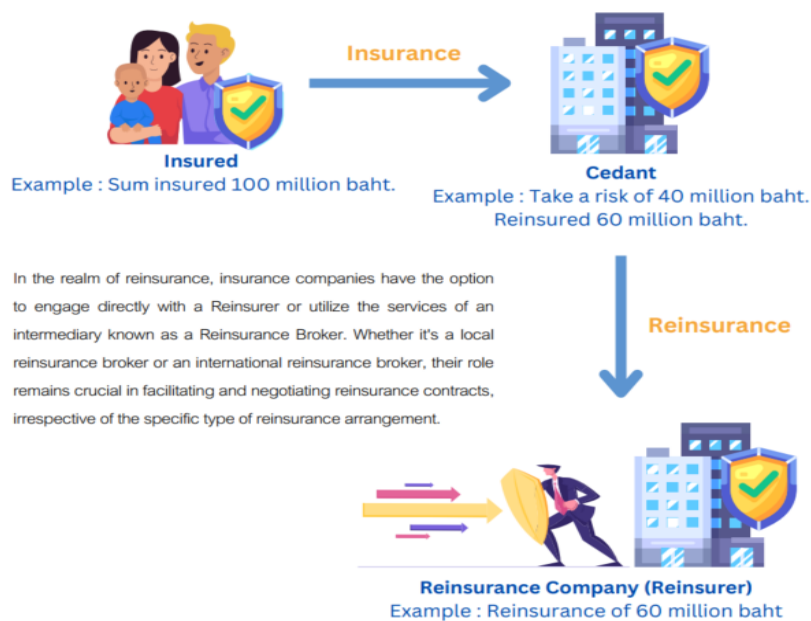 Insurance
Insured
Example : Sum insured 100 million baht.
Cedant
Example : Take a risk of 40 million baht.
Reinsured 60 million baht.
In the realm of reinsurance, insurance companies have the option
to engage directly with a Reinsurer or utilize the services of an
intermediary known as a Reinsurance Broker. Whether it's a local
reinsurance broker or an international reinsurance broker, their role
remains crucial in facilitating and negotiating reinsurance contracts,
irrespective of the specific type of reinsurance arrangement.
Reinsurance
Reinsurance Company (Reinsurer)
Example : Reinsurance of 60 million baht